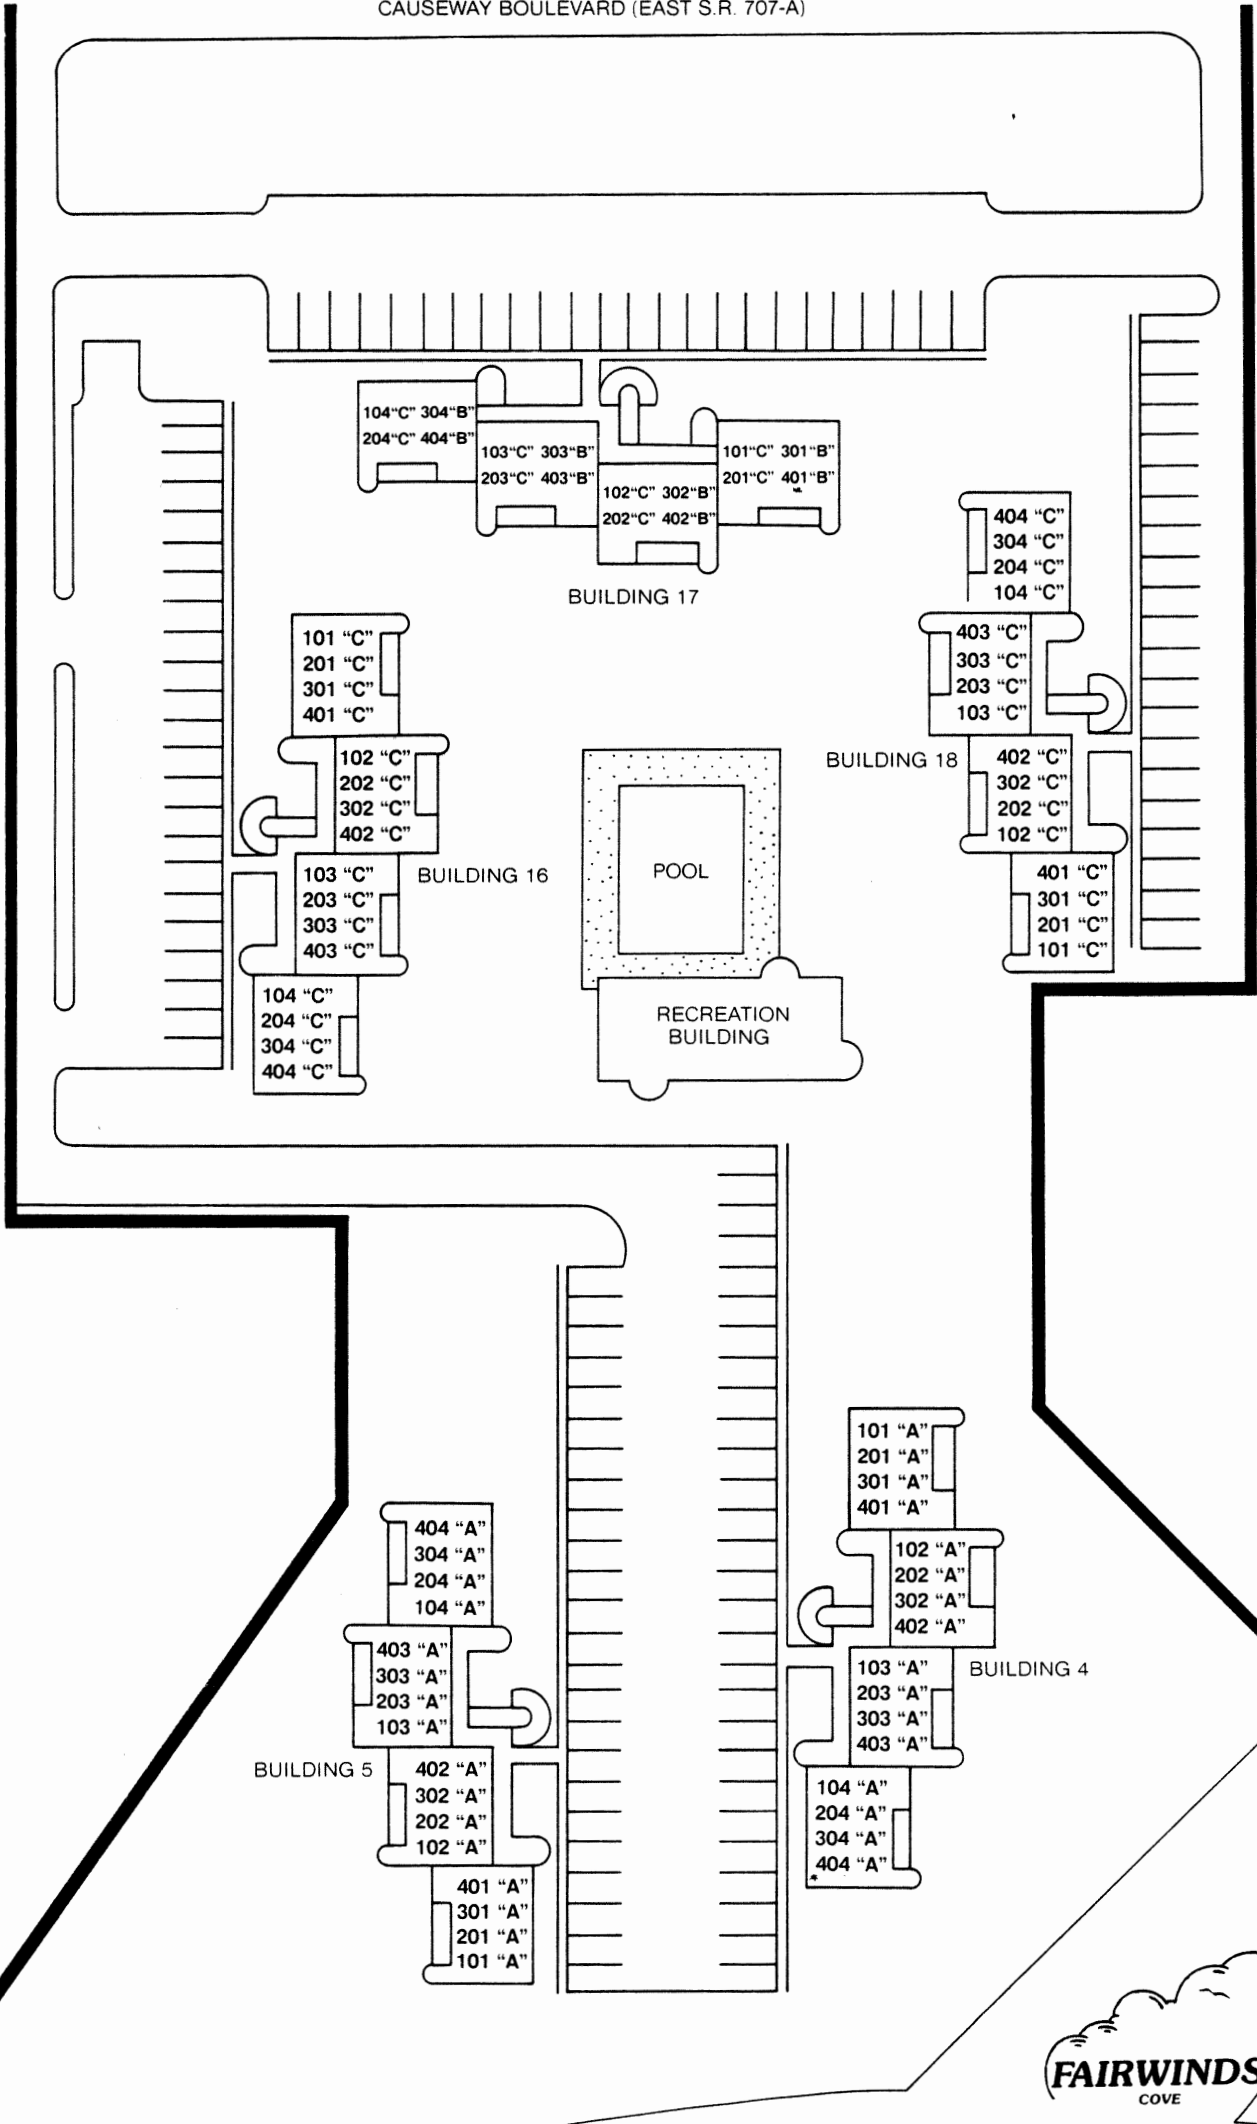 CAUSEWAY BOULEVARD (EAST S.R. 707-A)
104“C” 304“B”
204“C” 404“B”
103“C” 303“B”
203“C” 403“B”
102“C” 302“B”
202“C” 402“B”
101“C” 301“B”
201“C” 401“B”
BUILDING 17
404 “C”
304 “C”
204 “C”
104 “C”
403 “C”
303 “C”
203 “C”
103 “C”
BUILDING 18
402 “C”
302 “C”
202 “C”
102 “C”
401 “C”
301 “C”
201 “C”
101 “C”
101 “C”
201 “C”
301 “C”
401 “C”
102 “C”
202 “C”
302 “C”
402 “C”
103 “C”
203 “C”
303 “C”
403 “C”
BUILDING 16
104 “C”
204 “C”
304 “C”
404 “C”
POOL
RECREATION
BUILDING
101 “A”
201 “A”
301 “A”
401 “A”
102 “A”
202 “A”
302 “A”
402 “A”
103 “A”
203 “A”
303 “A”
403 “A”
BUILDING 4
104 “A”
204 “A”
304 “A”
404 “A”
404 “A”
304 “A”
204 “A”
104 “A”
403 “A”
303 “A”
203 “A”
103 “A”
BUILDING 5
402 “A”
302 “A”
202 “A”
102 “A”
401 “A”
301 “A”
201 “A”
101 “A”
FAIRWINDS
COVE